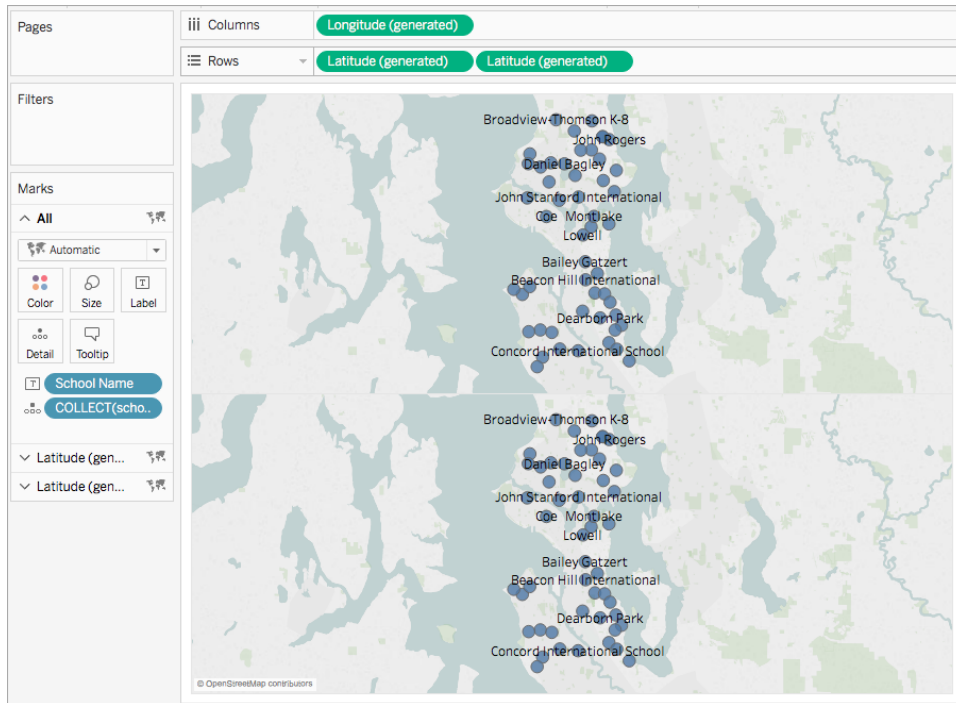 Pages
Columns
Longitude (generated)
Rows
Latitude (generated) Latitude (generated)
Filters
Marks
All
Automatic
Color Size Label
Detail Tooltip
T School Name
COLLECT(scho..
Latitude (gen...
Latitude (gen...
Broadview-Thomson K-8
John Rogers
Daniel Bagley
John Stanford International
Coe Montlake
Lowell
Bailey Gatzert
Beacon Hill International
Dearborn Park
Concord International School
Broadview-Thomson K-8
John Rogers
Daniel Bagley
John Stanford International
Coe Montlake
Lowell
Bailey Gatzert
Beacon Hill International
Dearborn Park
Concord International School
© OpenStreetMap contributors